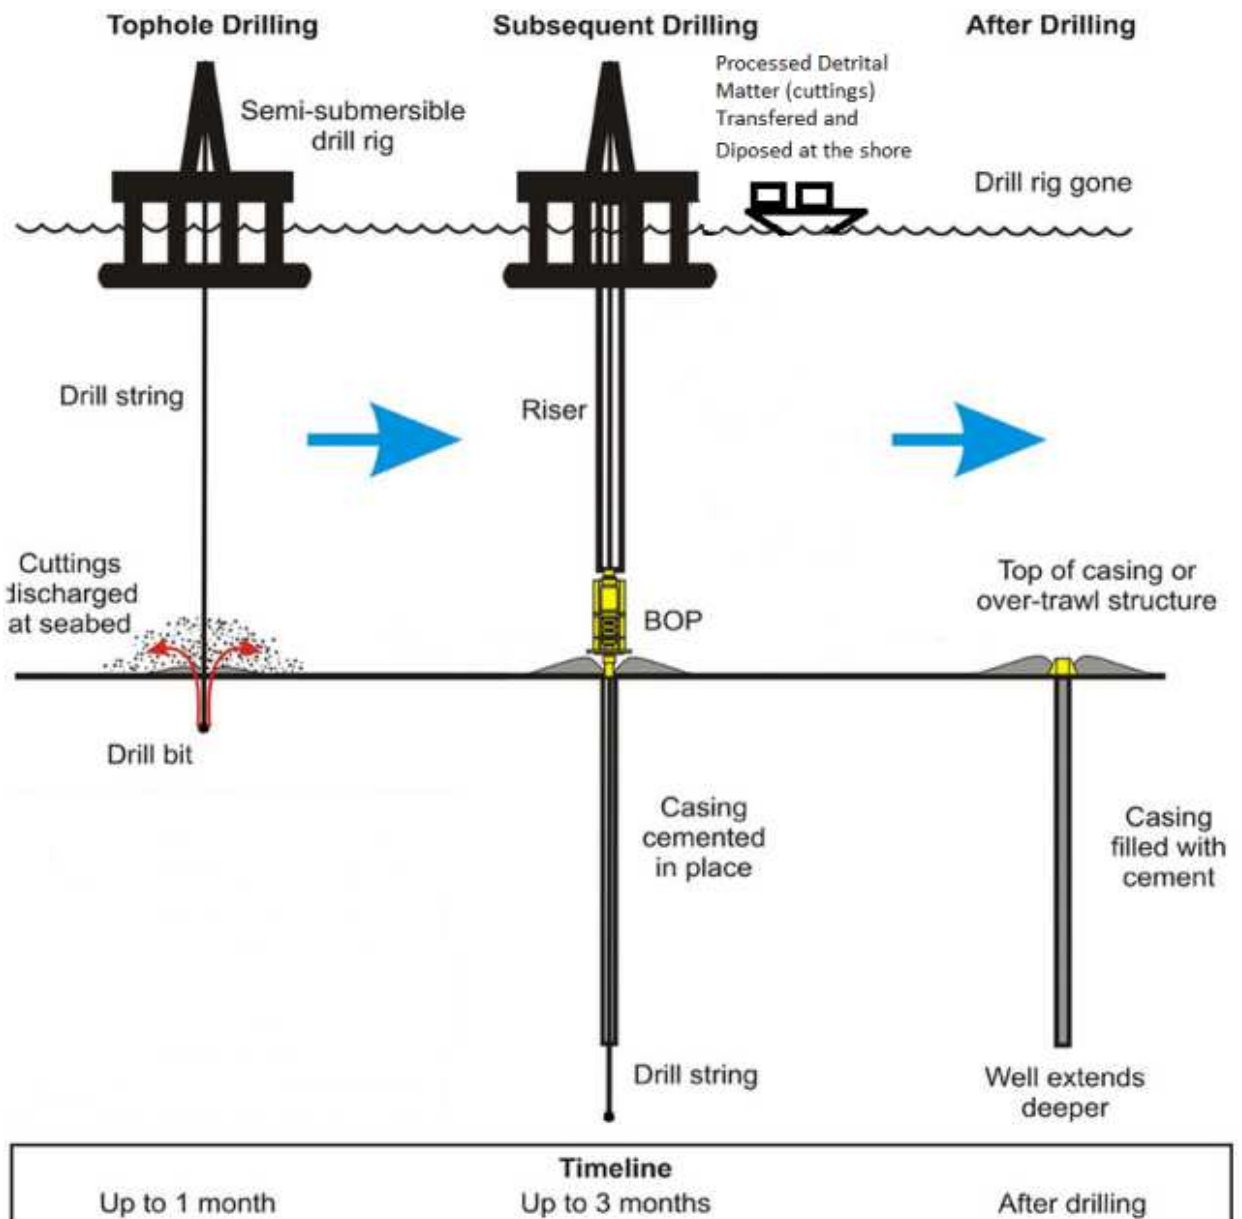 Tophole Drilling
Subsequent Drilling
After Drilling
Semi-submersible
drill rig
Processed Detrital
Matter (cuttings)
Transfered and
Diposed at the shore
Drill rig gone
Drill string
Riser
Cuttings
discharged
at seabed
BOP
Top of casing or
over-trawl structure
Drill bit
Casing
cemented
in place
Casing
filled with
cement
Drill string
Well extends
deeper
Timeline
Up to 1 month
Up to 3 months
After drilling